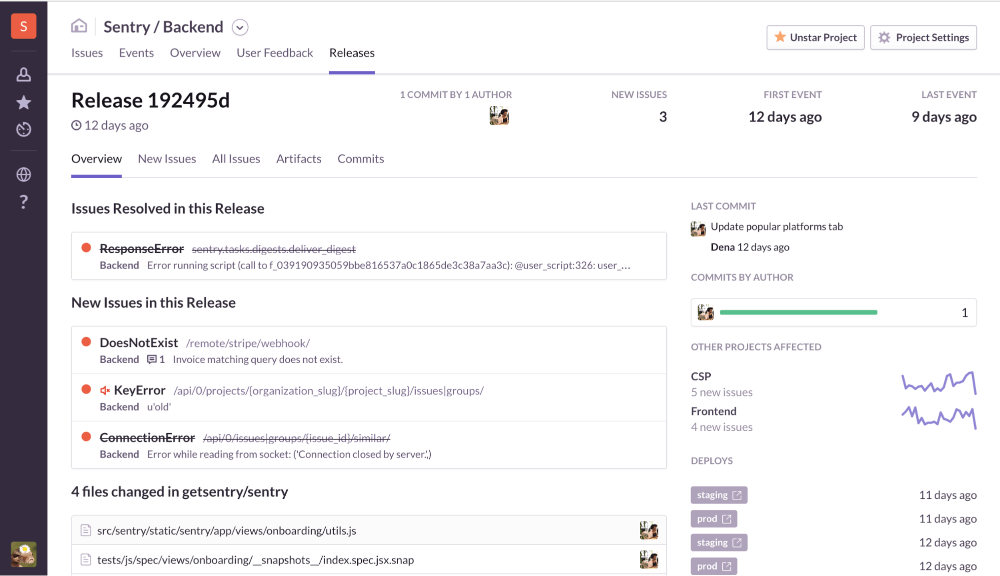 S
Sentry / Backend
Unstar Project
Project Settings
Issues Events Overview User Feedback Releases
Release 192495d
12 days ago
1 COMMIT BY 1 AUTHOR
NEW ISSUES
3
FIRST EVENT
12 days ago
LAST EVENT
9 days ago
Overview New Issues All Issues Artifacts Commits
?
Issues Resolved in this Release
ResponseError sentry.tasks.digests.deliver_digest
Backend Error running script (call to f_039190935059bbe816537a0c1865de3c38a7aa3c): @user_script:326: user_...
New Issues in this Release
DoesNotExist /remote/stripe/webhook/
Backend 1 Invoice matching query does not exist.
KeyError /api/0/projects/{organization_slug}/{project_slug}/issues|groups/
Backend u'old'
ConnectionError /api/0/issues|groups/{issue_id}/similar/
Backend Error while reading from socket: ('Connection closed by server.',)
4 files changed in getsentry/sentry
src/sentry/static/sentry/app/views/onboarding/utils.js
tests/js/spec/views/onboarding/__snapshots__/index.spec.jsx.snap
LAST COMMIT
Update popular platforms tab
Dena 12 days ago
COMMITS BY AUTHOR
1
OTHER PROJECTS AFFECTED
CSP
5 new issues
Frontend
4 new issues
DEPLOYS
staging 11 days ago
prod 11 days ago
staging 12 days ago
prod 12 days ago